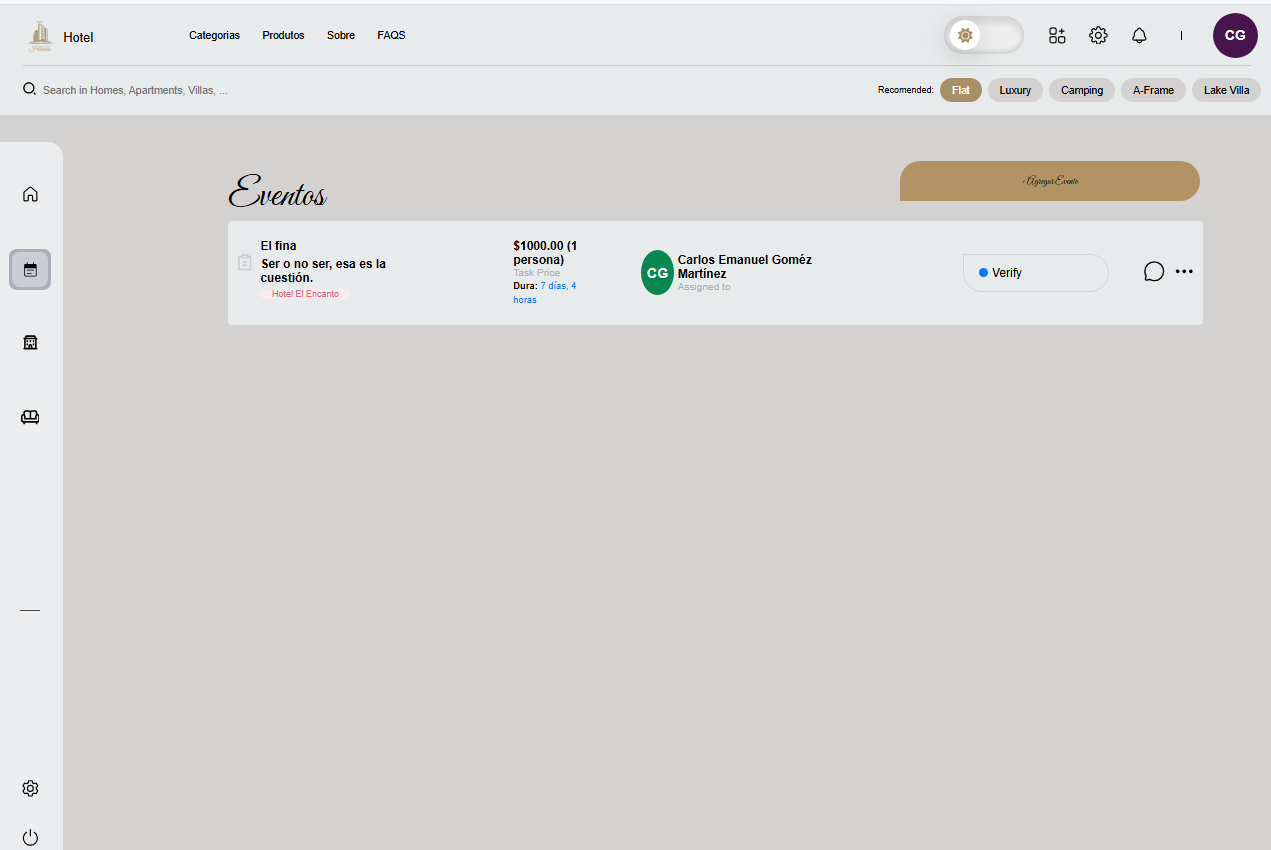 Hotel
Categorias
Produtos
Sobre
FAQS
CG
Search in Homes, Apartments, Villas, ...
Recomended:
Flat
Luxury
Camping
A-Frame
Lake Villa
Eventos
+ Agregar Evento
El fina
Ser o no ser, esa es la
cuestión.
Hotel El Encanto
$1000.00 (1
persona)
Task Price
Dura: 7 días, 4
horas
CG
Carlos Emanuel Goméz
Martínez
Assigned to
Verify